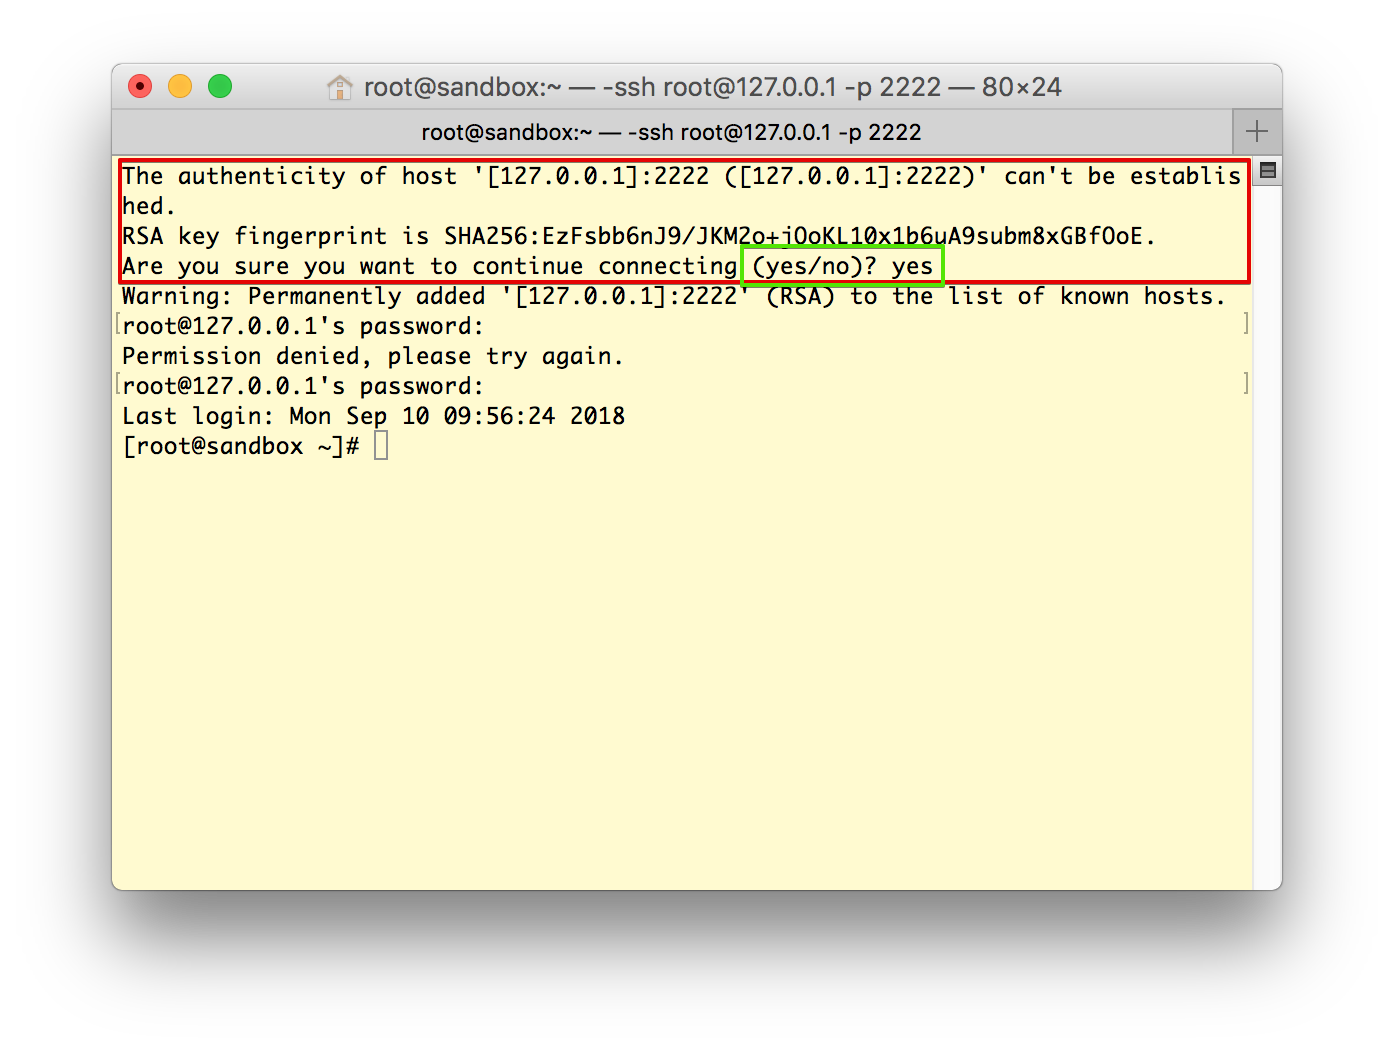 root@sandbox:~ — -ssh root@127.0.0.1 -p 2222 — 80×24
root@sandbox:~ — -ssh root@127.0.0.1 -p 2222
The authenticity of host '[127.0.0.1]:2222 ([127.0.0.1]:2222)' can't be establis
hed.
RSA key fingerprint is SHA256:EzFsbb6nJ9/JKM2o+jOoKL10x1b6uA9subm8xGBfOoE.
Are you sure you want to continue connecting (yes/no)? yes
Warning: Permanently added '[127.0.0.1]:2222' (RSA) to the list of known hosts.
[root@127.0.0.1's password: ]
Permission denied, please try again.
[root@127.0.0.1's password: ]
Last login: Mon Sep 10 09:56:24 2018
[root@sandbox ~]#